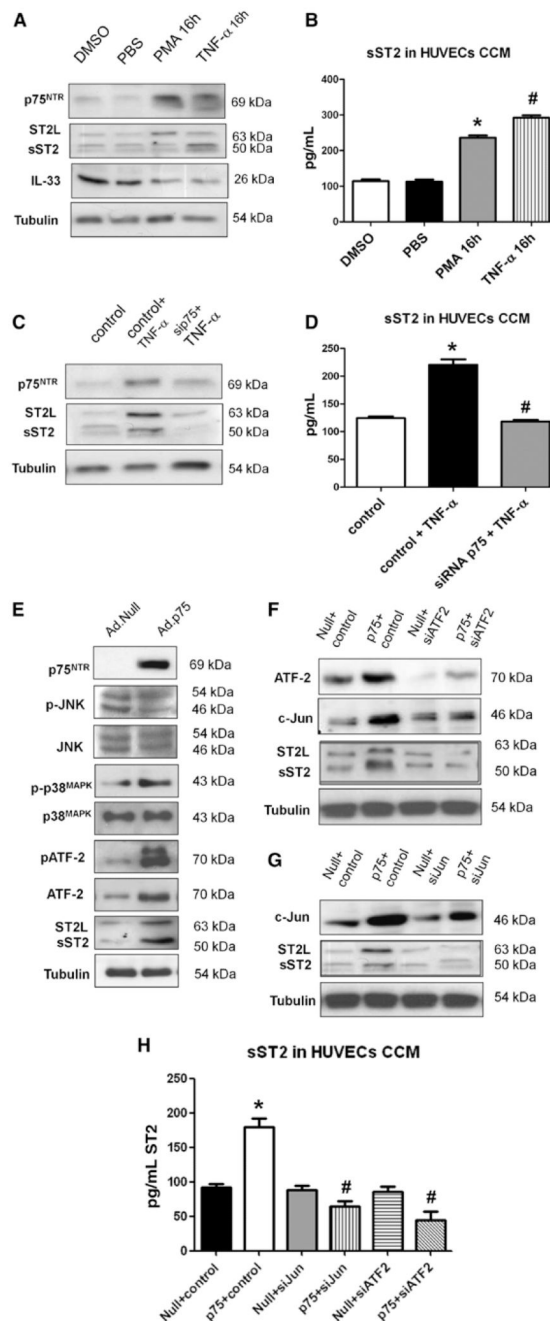 A
DMSO
PBS
PMA 16h
TNF-α 16h
p75NTR
69 kDa
ST2L
63 kDa
sST2
50 kDa
IL-33
26 kDa
Tubulin
54 kDa
B
sST2 in HUVECs CCM
pg/mL
400
300
200
100
0
*
#
DMSO
PBS
PMA 16h
TNF-α 16h
C
control
control+
TNF-α
sip75+
TNF-α
p75NTR
69 kDa
ST2L
63 kDa
sST2
50 kDa
Tubulin
54 kDa
D
sST2 in HUVECs CCM
pg/mL
250
200
150
100
50
0
*
#
control
control + TNF-α
siRNA p75 + TNF-α
E
Ad.Null
Ad.p75
p75NTR
69 kDa
p-JNK
54 kDa
46 kDa
JNK
54 kDa
46 kDa
p-p38MAPK
43 kDa
p38MAPK
43 kDa
pATF-2
70 kDa
ATF-2
70 kDa
ST2L
63 kDa
sST2
50 kDa
Tubulin
54 kDa
F
Null+
control
p75+
control
Null+
siATF2
p75+
siATF2
ATF-2
70 kDa
c-Jun
46 kDa
ST2L
63 kDa
sST2
50 kDa
Tubulin
54 kDa
G
Null+
control
p75+
control
Null+
siJun
p75+
siJun
c-Jun
46 kDa
ST2L
63 kDa
sST2
50 kDa
Tubulin
54 kDa
H
sST2 in HUVECs CCM
pg/mL ST2
250
200
150
100
50
0
*
#
#
Null+control
p75+control
Null+siJun
p75+siJun
Null+siATF2
p75+siATF2